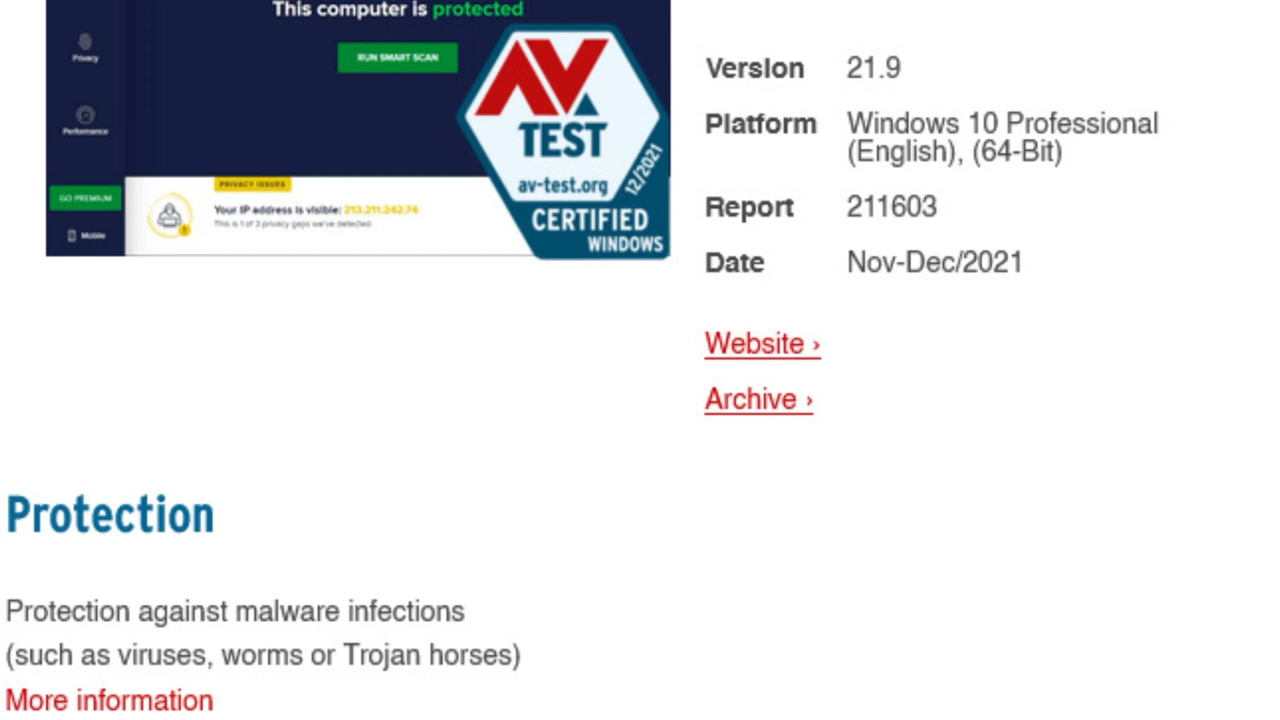 This computer is protected
Privacy
RUN SMART SCAN
Performance
GO PREMIUM
Mobile
PRIVACY ISSUES
Your IP address is visible: 213.211.242.74
This is 1 of 3 privacy gaps we've detected.
AV
TEST
av-test.org
12/2021
CERTIFIED
WINDOWS
Version 21.9
Platform Windows 10 Professional
(English), (64-Bit)
Report 211603
Date Nov-Dec/2021
Website ›
Archive ›
Protection
Protection against malware infections
(such as viruses, worms or Trojan horses)
More information